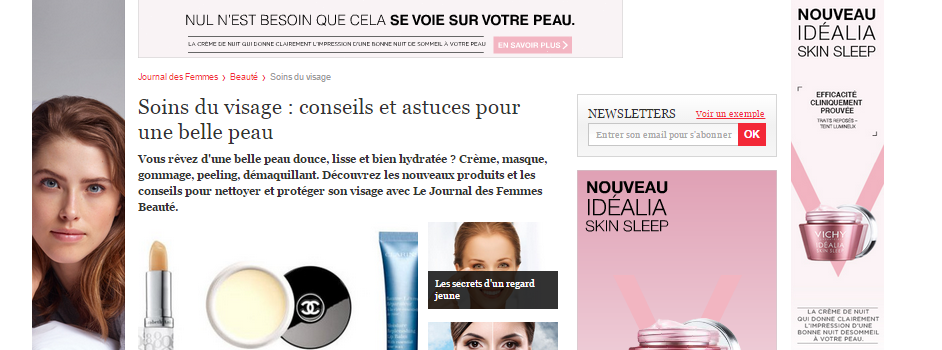 NUL N'EST BESOIN QUE CELA SE VOIE SUR VOTRE PEAU.
LA CRÈME DE NUIT QUI DONNE CLAIREMENT L'IMPRESSION D'UNE BONNE NUIT DE SOMMEIL À VOTRE PEAU
EN SAVOIR PLUS
Journal des Femmes › Beauté › Soins du visage
Soins du visage : conseils et astuces pour
une belle peau
Vous rêvez d'une belle peau douce, lisse et bien hydratée ? Crème, masque,
gommage, peeling, démaquillant. Découvrez les nouveaux produits et les
conseils pour nettoyer et protéger son visage avec Le Journal des Femmes
Beauté.
Les secrets d'un regard
jeune
NEWSLETTERS Voir un exemple
Entrer son email pour s'abonner OK
NOUVEAU
IDÉALIA
SKIN SLEEP
VICHY
NOUVEAU
IDÉALIA
SKIN SLEEP
EFFICACITÉ
CLINIQUEMENT
PROUVÉE
TRAITS REPOSÉS -
TEINT LUMINEUX
VICHY
IDÉALIA
SKIN SLEEP
LA CRÈME DE NUIT
QUI DONNE CLAIREMENT
L'IMPRESSION D'UNE BONNE
NUIT DE SOMMEIL
À VOTRE PEAU.